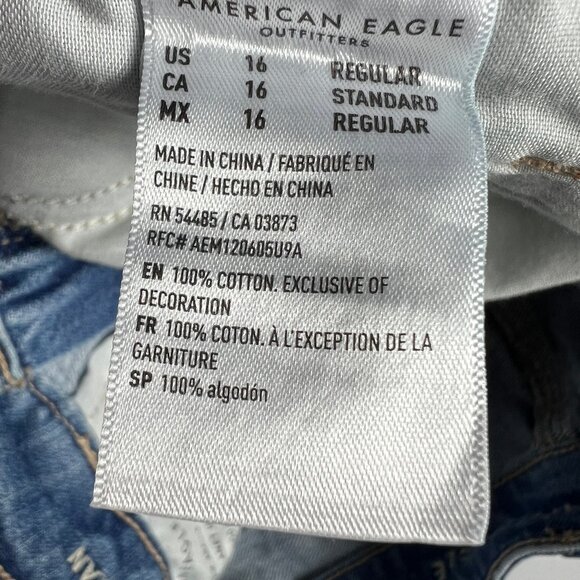 AMERICAN EAGLE
OUTFITTERS
US 16 REGULAR
CA 16 STANDARD
MX 16 REGULAR
MADE IN CHINA / FABRIQUÉ EN
CHINE / HECHO EN CHINA
RN 54485 / CA 03873
RFC# AEM120605U9A
EN 100% COTTON. EXCLUSIVE OF
DECORATION
FR 100% COTON. À L'EXCEPTION DE LA
GARNITURE
SP 100% algodón